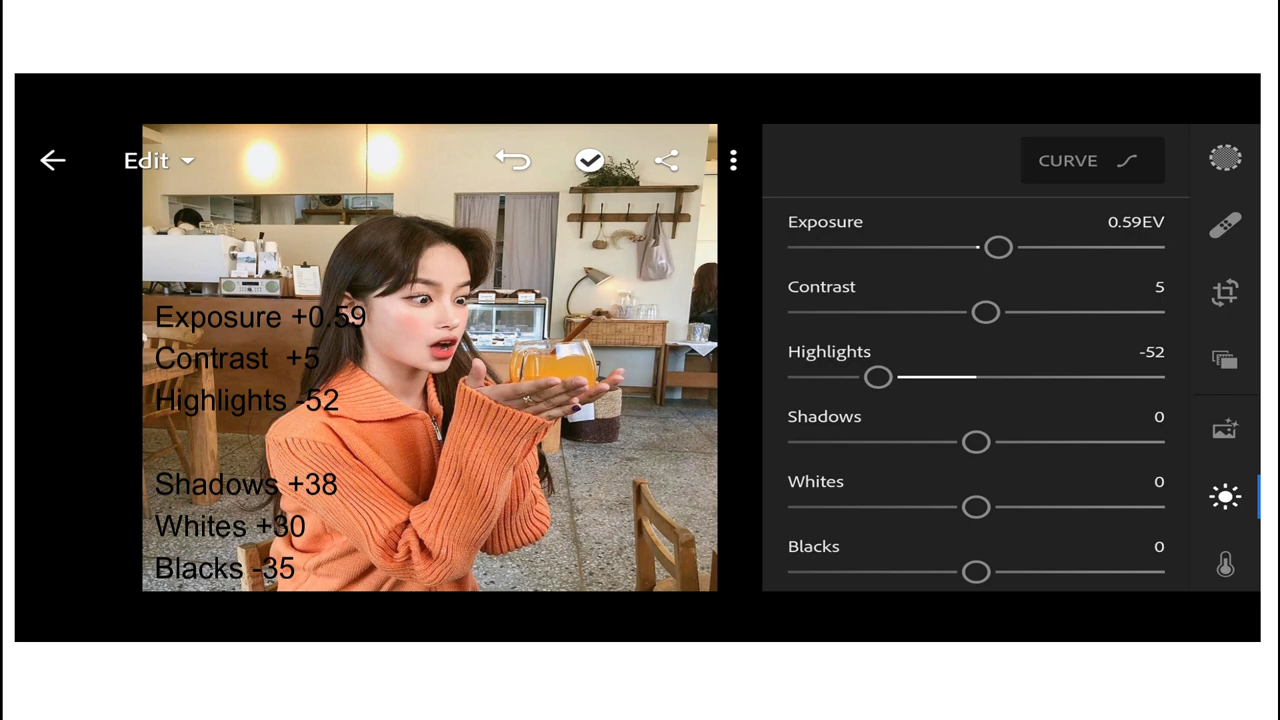 Edit
CURVE
Exposure 0.59EV
Contrast 5
Highlights -52
Shadows 0
Whites 0
Blacks 0
Exposure +0.59
Contrast +5
Highlights -52
Shadows +38
Whites +30
Blacks -35